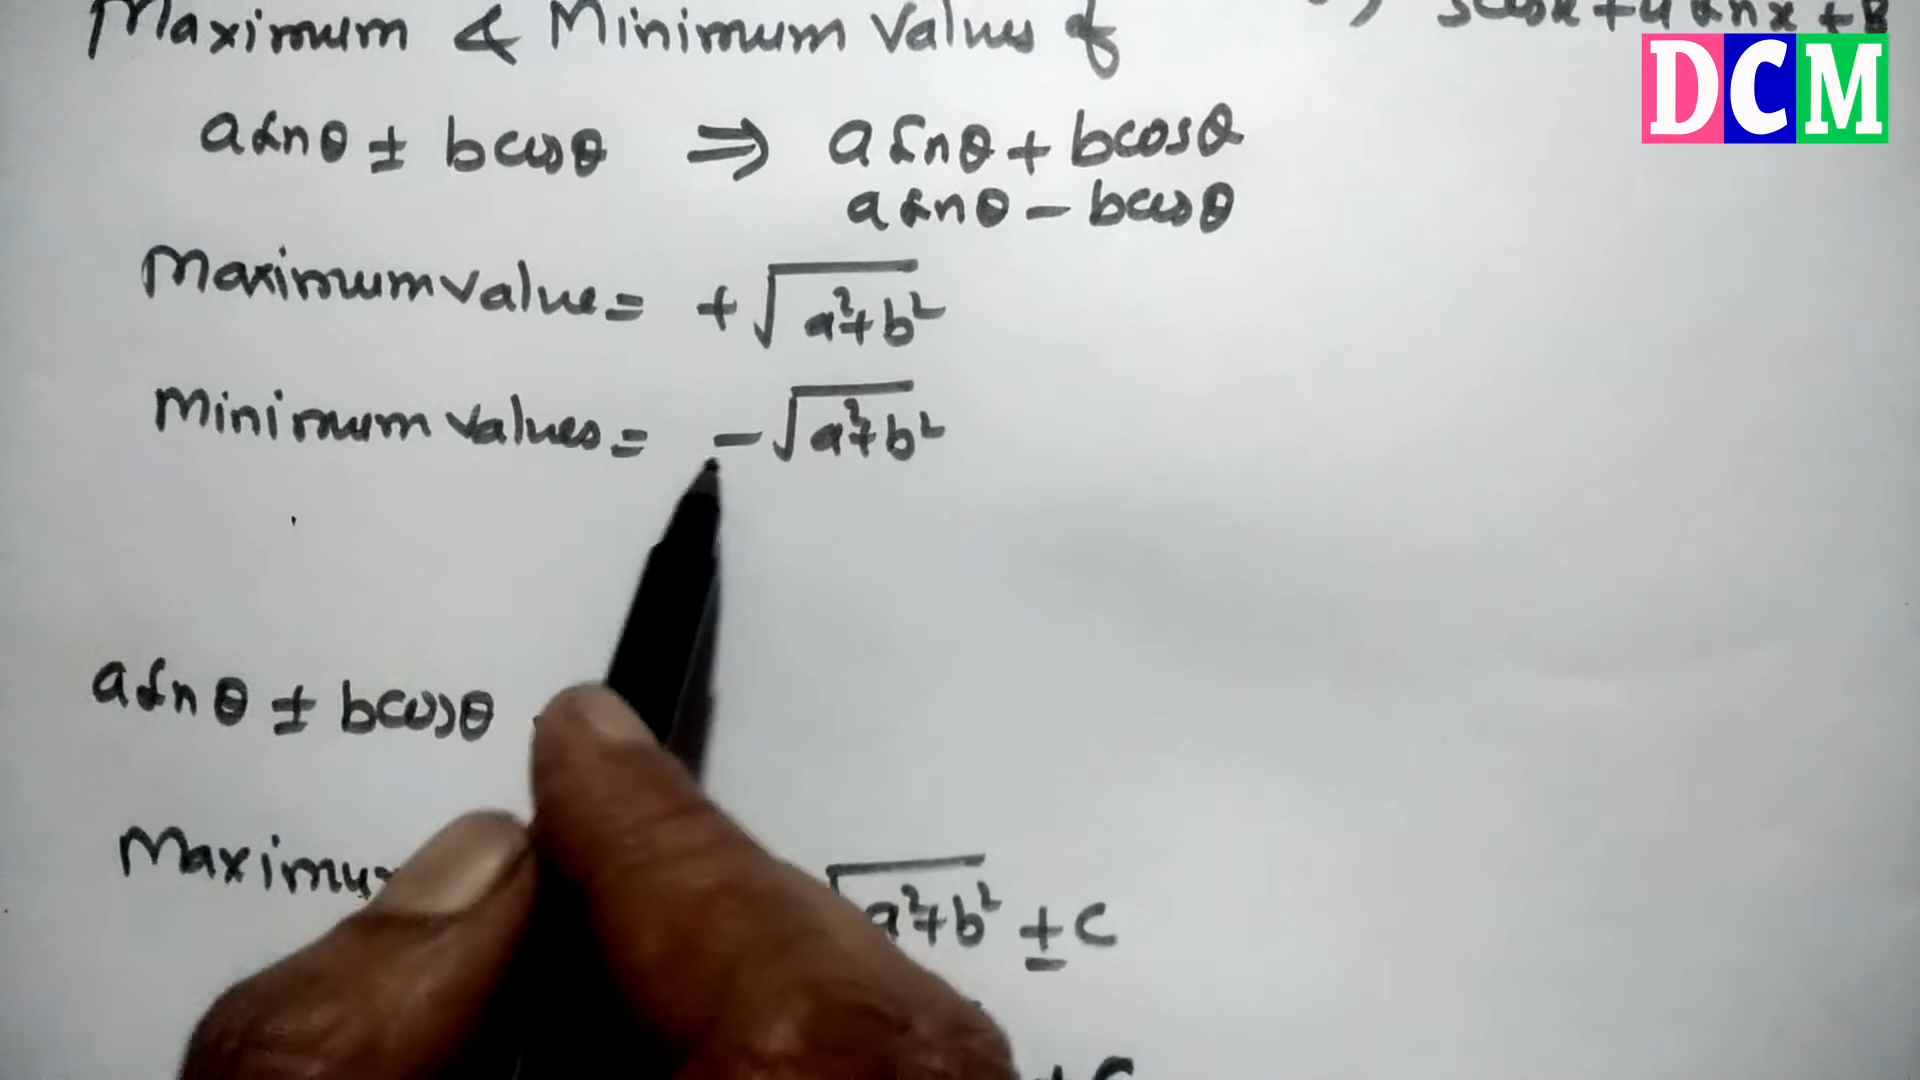 Maximum & Minimum Values of
DCM
asinθ ± bcosθ ⇒ asinθ + bcosθ
asinθ − bcosθ
Maximum value = +√a²+b²
Minimum values = −√a²+b²
asinθ ± bcosθ
√a²+b² ± C